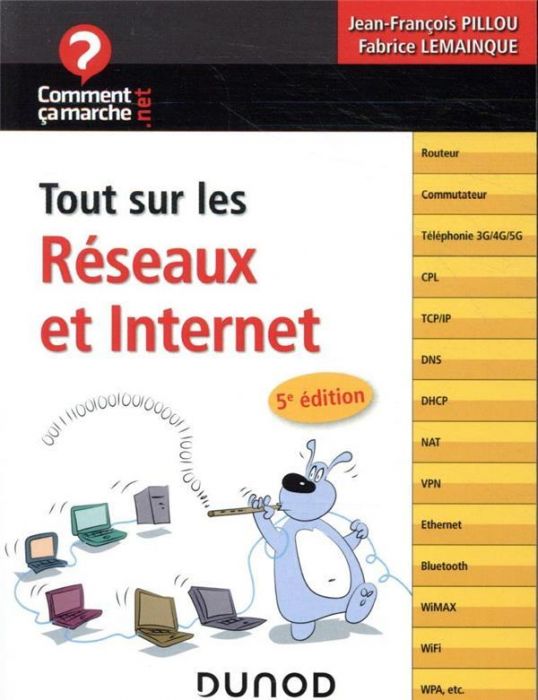 Jean-François PILLOU
Fabrice LEMAINQUE
?
Comment
ça marche
.net
Tout sur les
Réseaux
et Internet
5e édition
Routeur
Commutateur
Téléphonie 3G/4G/5G
CPL
TCP/IP
DNS
DHCP
NAT
VPN
Ethernet
Bluetooth
WiMAX
WiFi
WPA, etc.
DUNOD